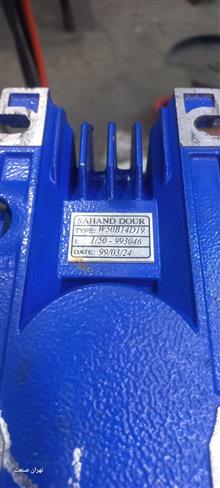 SAHAND DOUR
TYPE: W50B14D19
I: 1/50 - 993046
DATE: 99/03/24
تهران صنعت